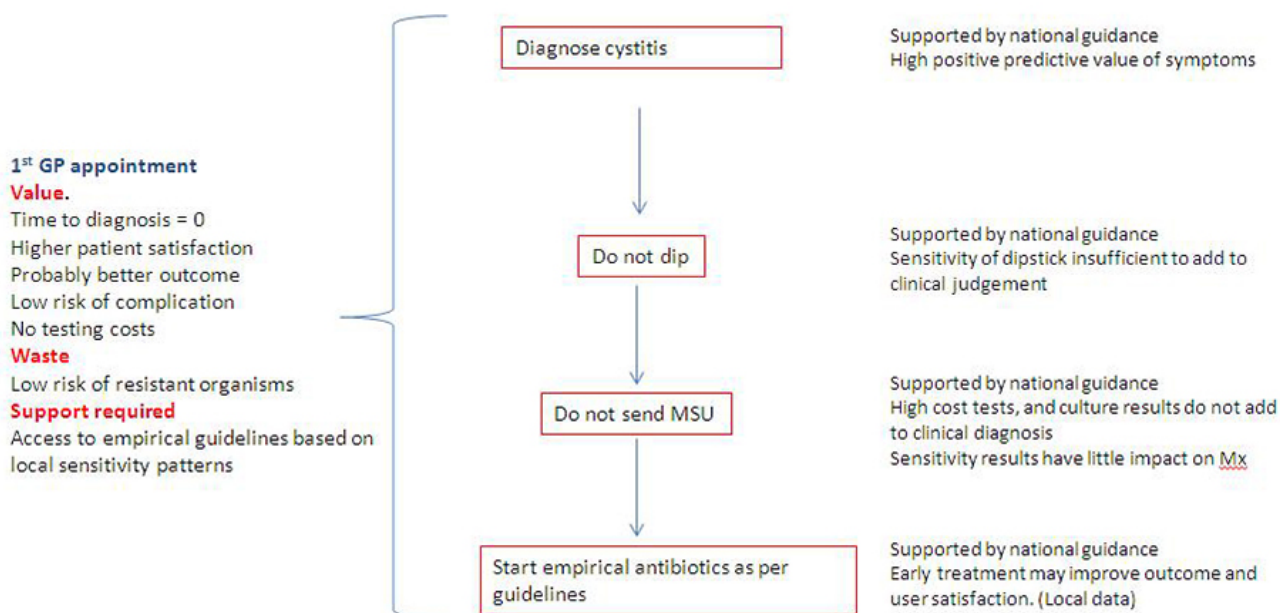 1st GP appointment
Value.
Time to diagnosis = 0
Higher patient satisfaction
Probably better outcome
Low risk of complication
No testing costs
Waste
Low risk of resistant organisms
Support required
Access to empirical guidelines based on
local sensitivity patterns
Diagnose cystitis
Supported by national guidance
High positive predictive value of symptoms
Do not dip
Supported by national guidance
Sensitivity of dipstick insufficient to add to
clinical judgement
Do not send MSU
Supported by national guidance
High cost tests, and culture results do not add
to clinical diagnosis
Sensitivity results have little impact on Mx
Start empirical antibiotics as per
guidelines
Supported by national guidance
Early treatment may improve outcome and
user satisfaction. (Local data)